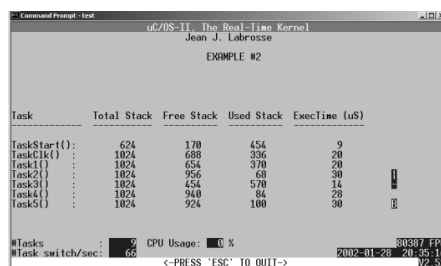 Command Prompt - test
uC/OS-II, The Real-Time Kernel
Jean J. Labrosse
EXAMPLE #2
Task Total Stack Free Stack Used Stack ExecTime (uS)
------------- ----------- ---------- ---------- -------------
TaskStart(): 624 170 454 9
TaskClk() : 1024 688 336 20
Task1() : 1024 654 370 20
Task2() : 1024 956 68 30
Task3() : 1024 454 570 14
Task4() : 1024 940 84 28
Task5() : 1024 924 100 30 B
#Tasks : 9 CPU Usage: 0 % 80387 FP
#Task switch/sec: 66 2002-01-28 20:35:1
<-PRESS 'ESC' TO QUIT-> V2.5